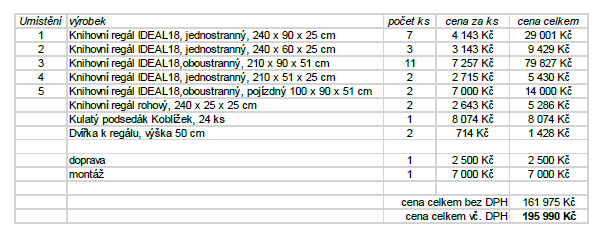 Umístění výrobek počet ks cena za ks cena celkem
1 Knihovní regál IDEAL18, jednostranný, 240 x 90 x 25 cm 7 4 143 Kč 29 001 Kč
2 Knihovní regál IDEAL18, jednostranný, 240 x 60 x 25 cm 3 3 143 Kč 9 429 Kč
3 Knihovní regál IDEAL18,oboustranný, 210 x 90 x 51 cm 11 7 257 Kč 79 827 Kč
4 Knihovní regál IDEAL18, jednostranný, 210 x 51 x 25 cm 2 2 715 Kč 5 430 Kč
5 Knihovní regál IDEAL18,oboustranný, pojízdný 100 x 90 x 51 cm 2 7 000 Kč 14 000 Kč
Knihovní regál rohový, 240 x 25 x 25 cm 2 2 643 Kč 5 286 Kč
Kulatý podsedák Koblížek, 24 ks 1 8 074 Kč 8 074 Kč
Dvířka k regálu, výška 50 cm 2 714 Kč 1 428 Kč
doprava 1 2 500 Kč 2 500 Kč
montáž 1 7 000 Kč 7 000 Kč
cena celkem bez DPH 161 975 Kč
cena celkem vč. DPH 195 990 Kč